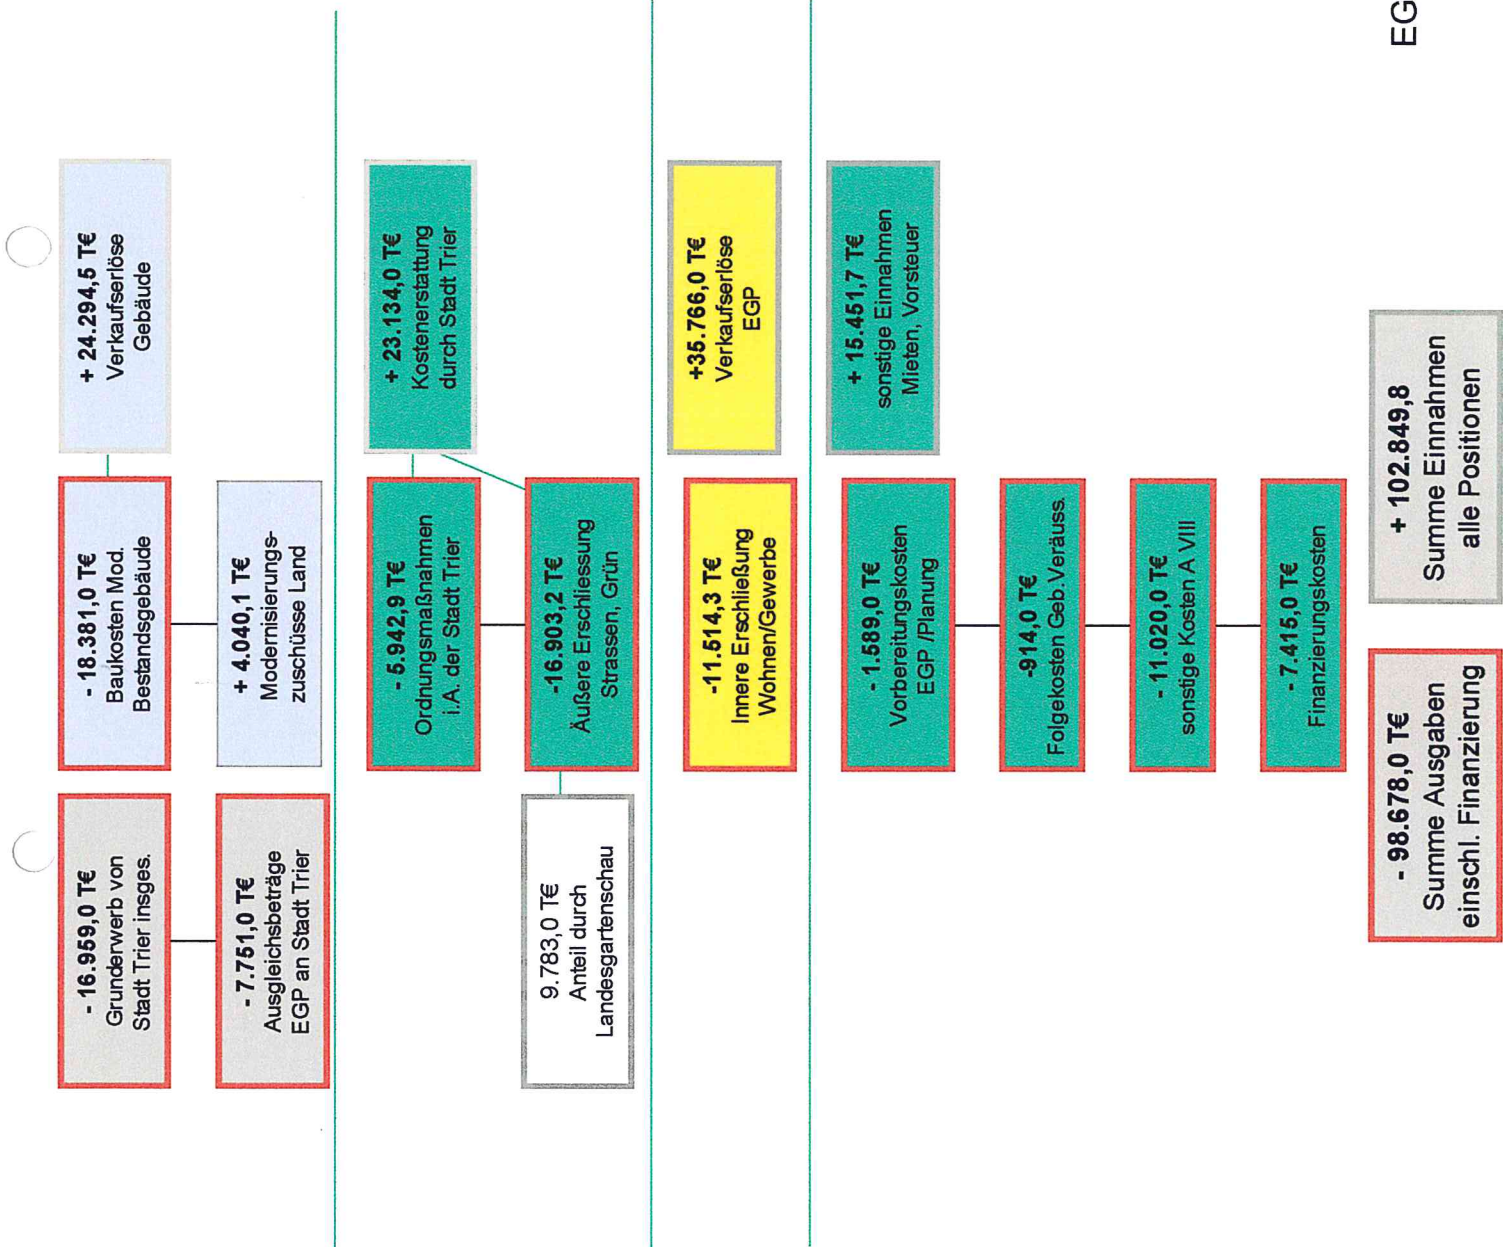 - 16.959,0 T€
Grunderwerb von
Stadt Trier insges.
- 7.751,0 T€
Ausgleichsbeträge
EGP an Stadt Trier
- 18.381,0 T€
Baukosten Mod.
Bestandsgebäude
+ 4.040,1 T€
Modernisierungs-
zuschüsse Land
+ 24.294,5 T€
Verkaufserlöse
Gebäude
- 5.942,9 T€
Ordnungsmaßnahmen
i.A. der Stadt Trier
+ 23.134,0 T€
Kostenerstattung
durch Stadt Trier
9.783,0 T€
Anteil durch
Landesgartenschau
-16.903,2 T€
Äußere Erschliessung
Strassen, Grün
-11.514,3 T€
Innere Erschließung
Wohnen/Gewerbe
+35.766,0 T€
Verkaufserlöse
EGP
- 1.589,0 T€
Vorbereitungskosten
EGP /Planung
+ 15.451,7 T€
sonstige Einnahmen
Mieten, Vorsteuer
-914,0 T€
Folgekosten Geb.Veräuss.
- 11.020,0 T€
sonstige Kosten A VIII
- 7.415,0 T€
Finanzierungskosten
- 98.678,0 T€
Summe Ausgaben
einschl. Finanzierung
+ 102.849,8
Summe Einnahmen
alle Positionen
EG